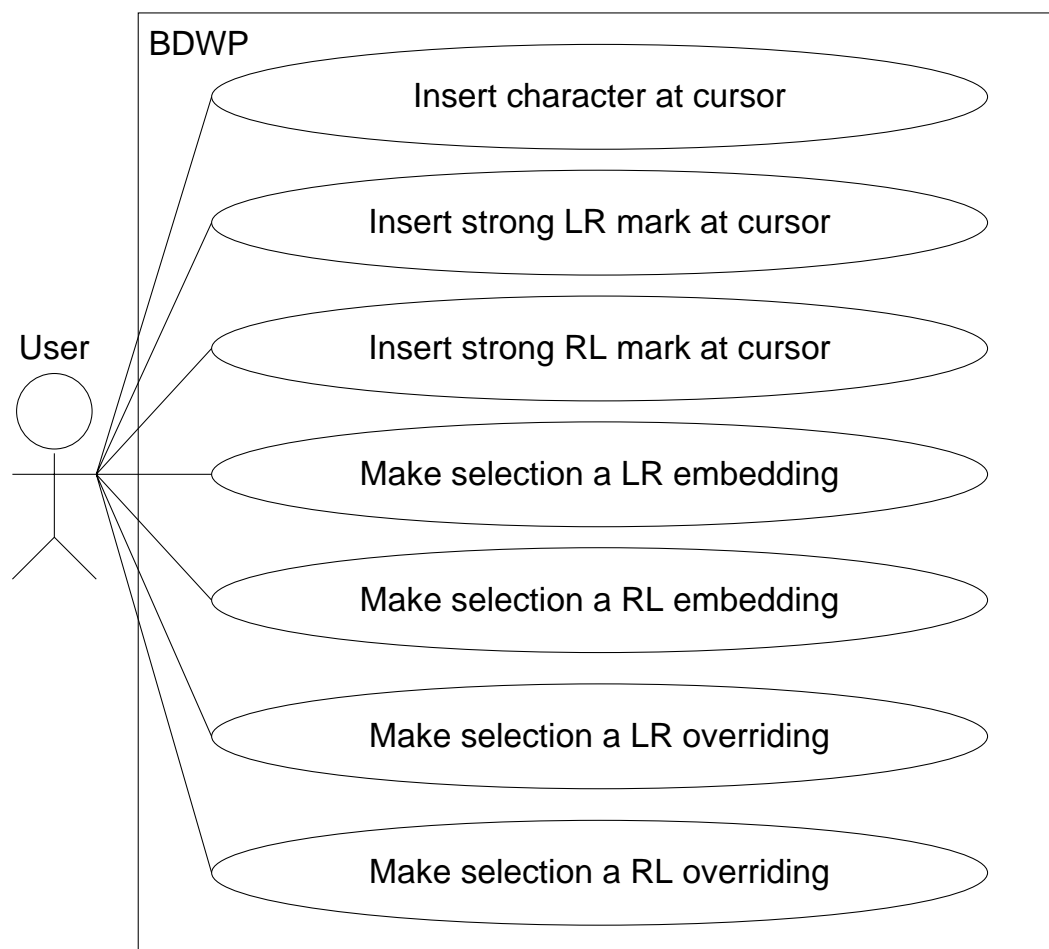 BDWP
Insert character at cursor
Insert strong LR mark at cursor
User
Insert strong RL mark at cursor
Make selection a LR embedding
Make selection a RL embedding
Make selection a LR overriding
Make selection a RL overriding